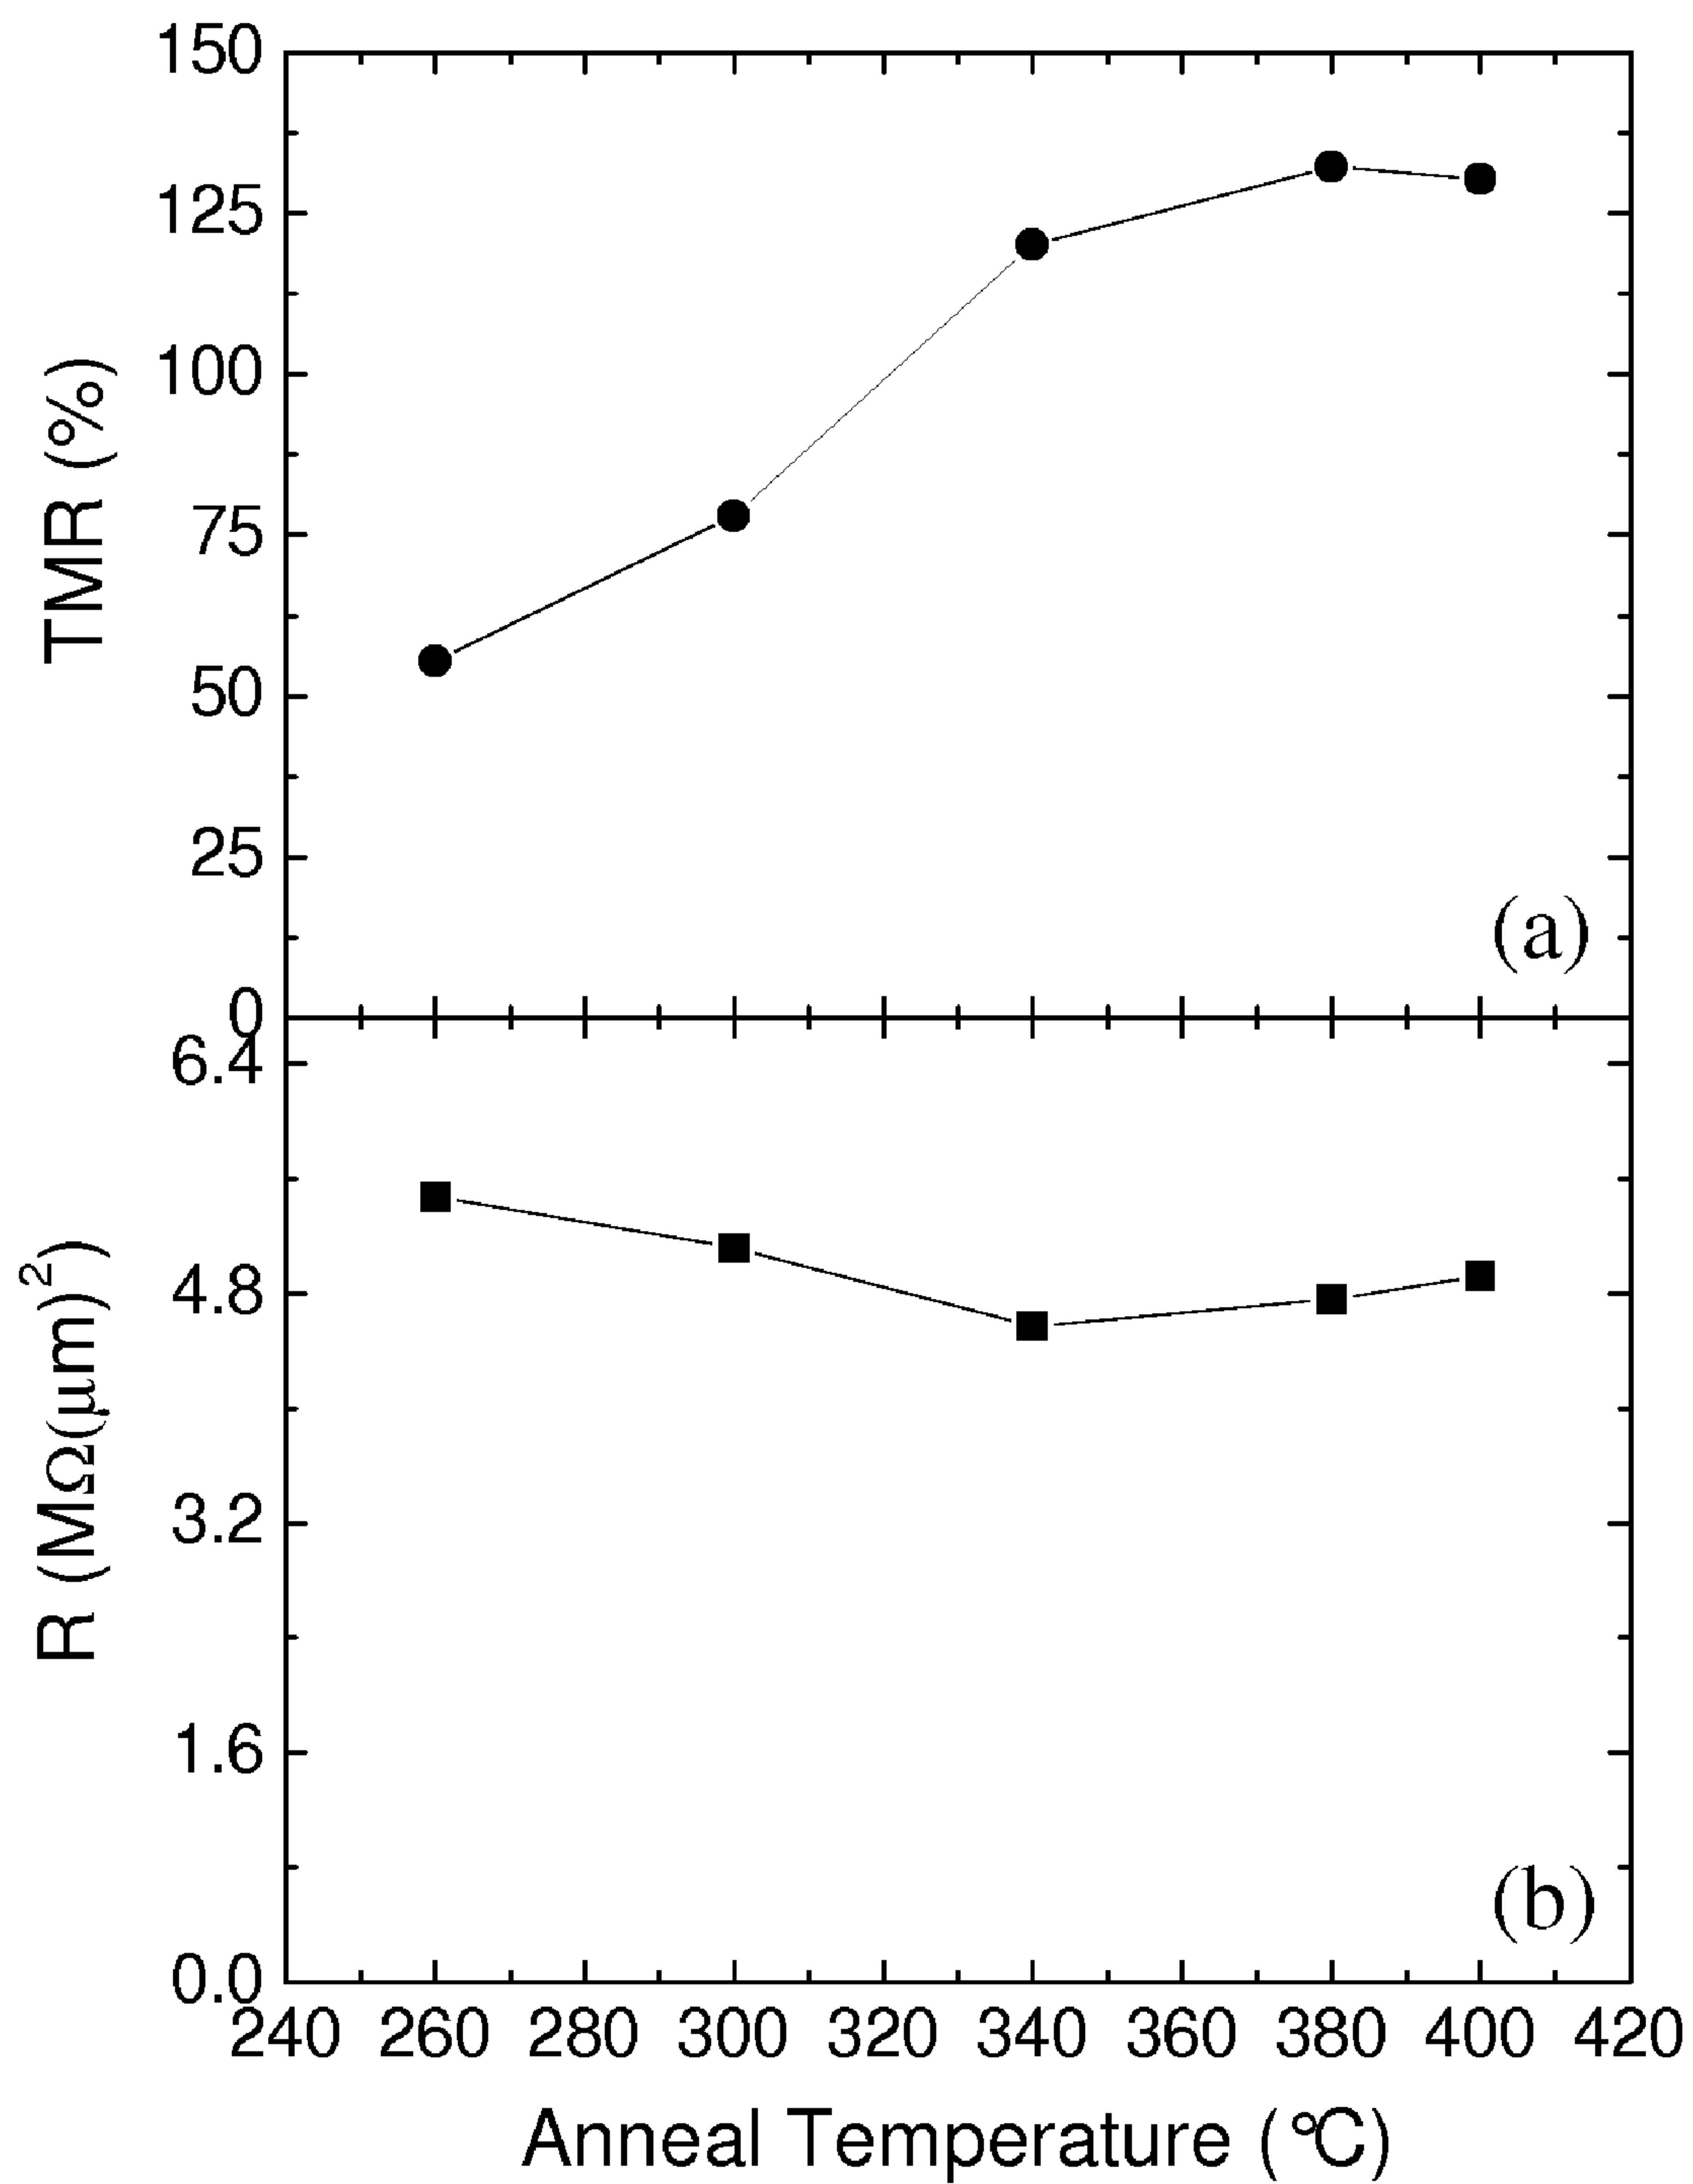 150
125
100
75
50
25
0
TMR (%)
(a)
6.4
4.8
3.2
1.6
0.0
R (MΩ(μm)²)
(b)
240 260 280 300 320 340 360 380 400 420
Anneal Temperature (°C)